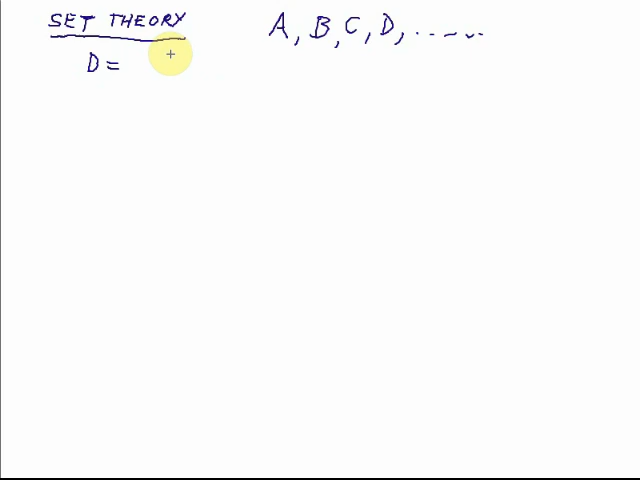 SET THEORY A, B, C, D, ......
D =